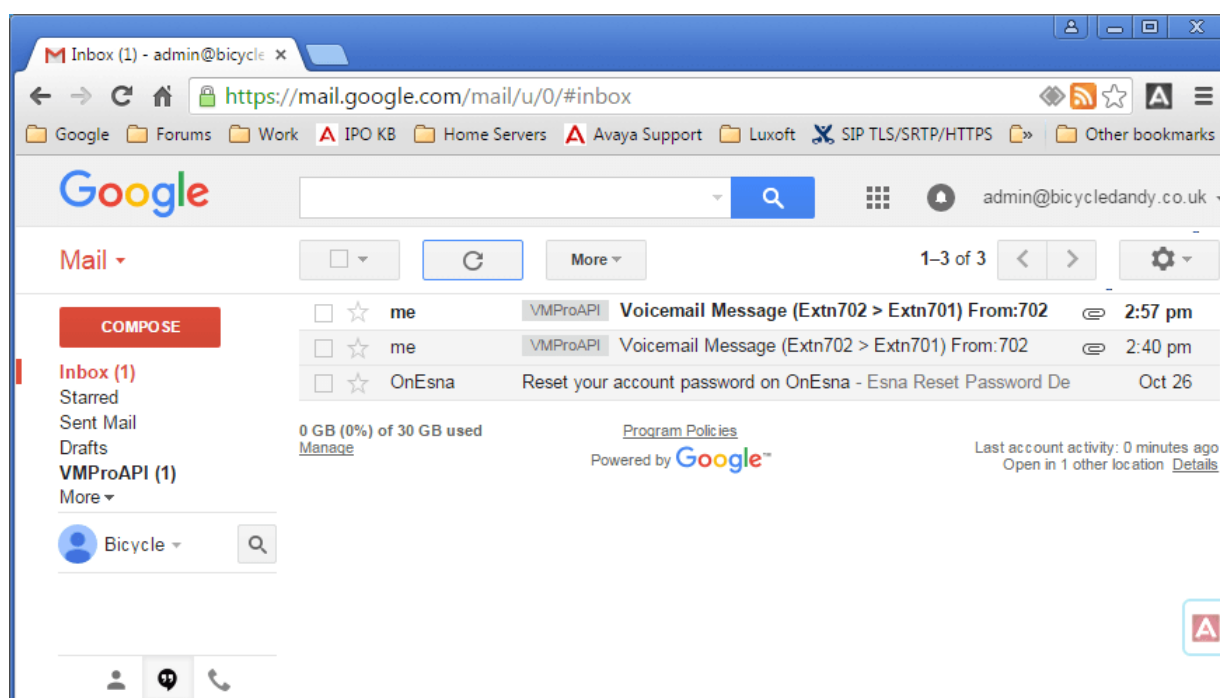 Inbox (1) - admin@bicycle
https://mail.google.com/mail/u/0/#inbox
Google Forums Work IPO KB Home Servers Avaya Support Luxoft SIP TLS/SRTP/HTTPS » Other bookmarks
Google admin@bicycledandy.co.uk
Mail More 1–3 of 3
COMPOSE
Inbox (1)
Starred
Sent Mail
Drafts
VMProAPI (1)
More
Bicycle
me VMProAPI Voicemail Message (Extn702 > Extn701) From:702 2:57 pm
me VMProAPI Voicemail Message (Extn702 > Extn701) From:702 2:40 pm
OnEsna Reset your account password on OnEsna - Esna Reset Password De Oct 26
0 GB (0%) of 30 GB used
Manage
Program Policies
Powered by Google™
Last account activity: 0 minutes ago
Open in 1 other location Details